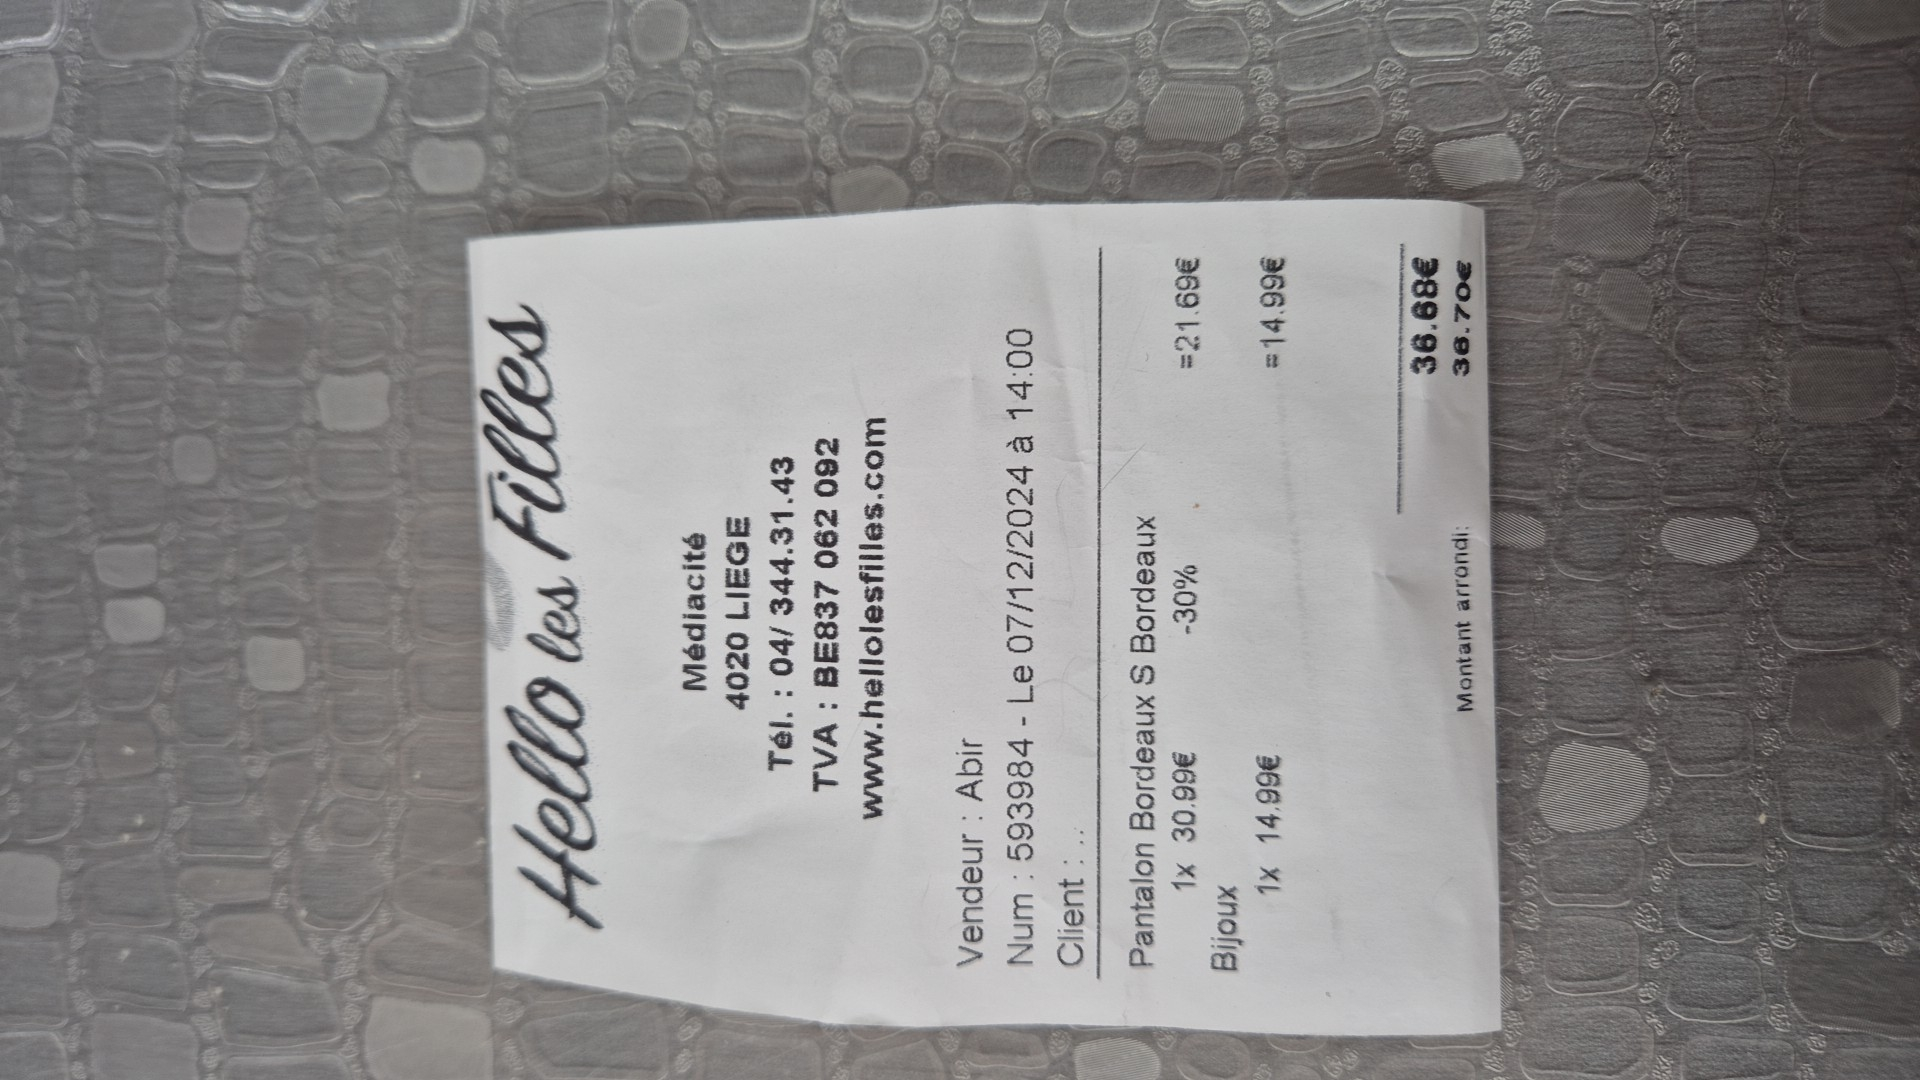 Hello les Filles
Médiacité
4020 LIEGE
Tél. : 04/ 344.31.43
TVA : BE837 062 092
www.hellolesfilles.com
Vendeur : Abir
Num : 593984 - Le 07/12/2024 à 14:00
Client : ...
Pantalon Bordeaux S Bordeaux
1x 30.99€ -30% =21.69€
Bijoux
1x 14.99€ =14.99€
36.68€
Montant arrondi: 36.70€